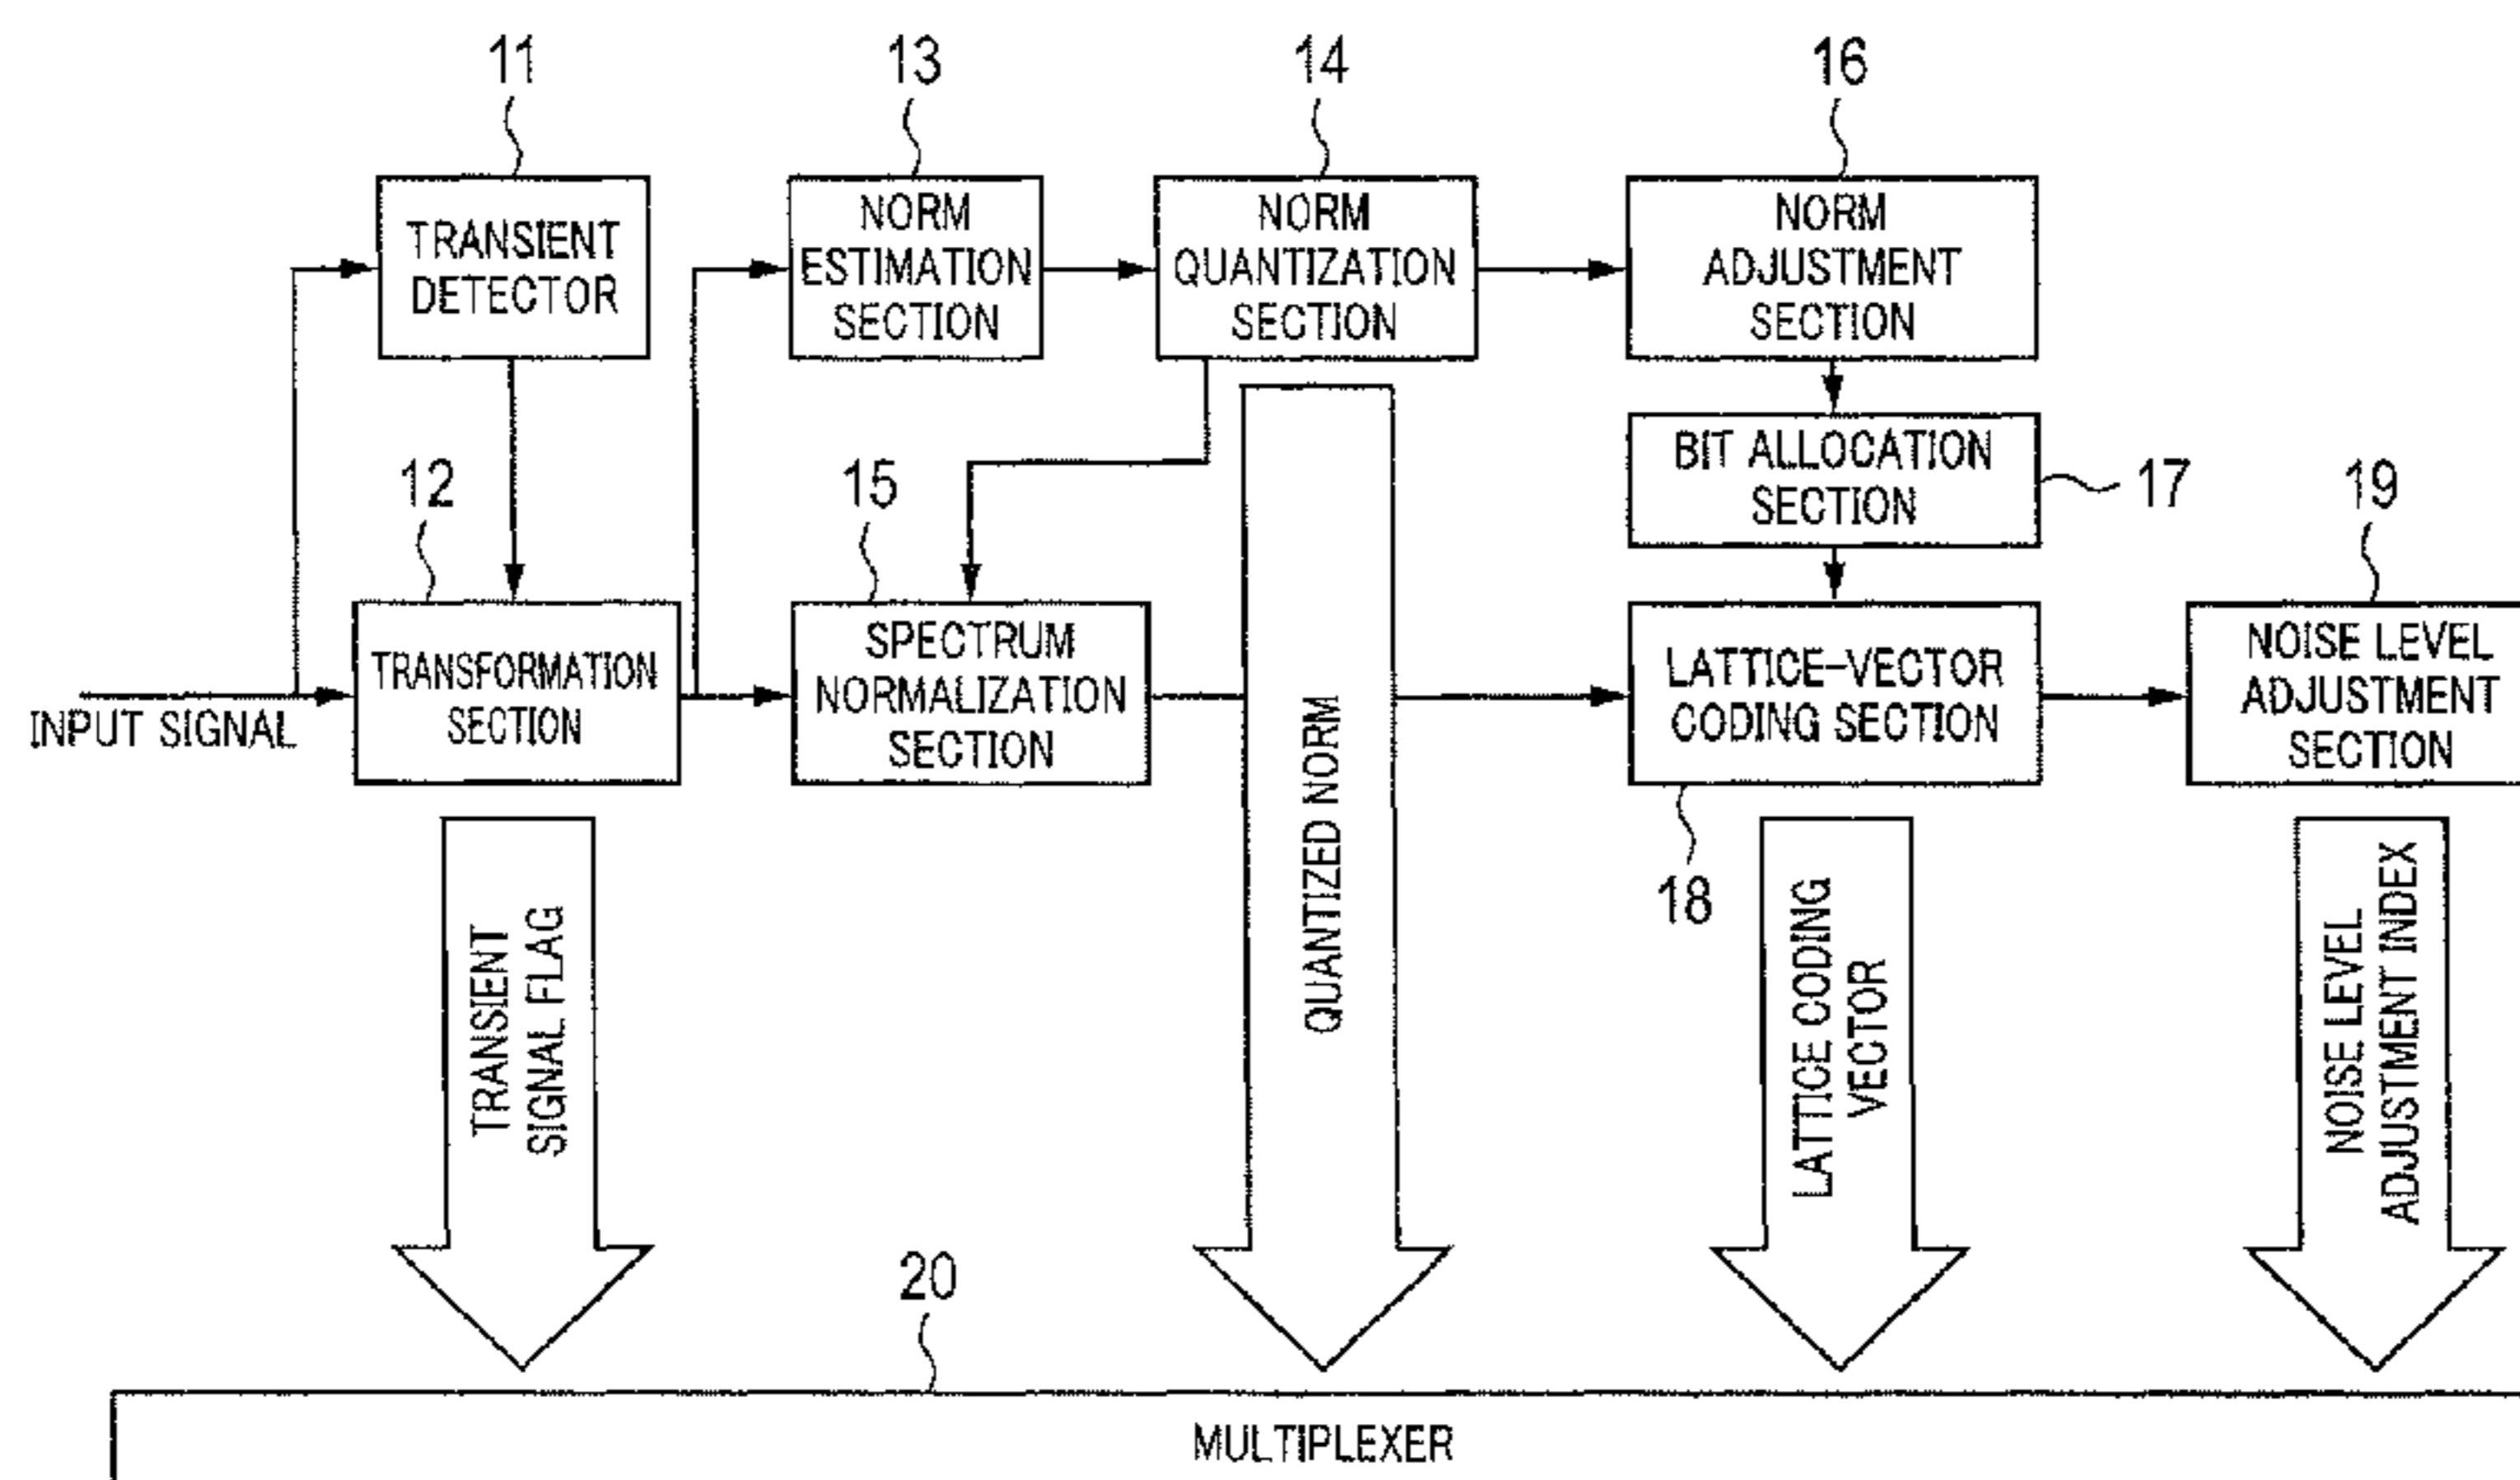 11
13
14
16
TRANSIENT
DETECTOR
NORM
ESTIMATION
SECTION
NORM
QUANTIZATION
SECTION
NORM
ADJUSTMENT
SECTION
BIT ALLOCATION
SECTION
17
12
15
19
INPUT SIGNAL
TRANSFORMATION
SECTION
SPECTRUM
NORMALIZATION
SECTION
LATTICE-VECTOR
CODING SECTION
NOISE LEVEL
ADJUSTMENT
SECTION
18
TRANSIENT
SIGNAL FLAG
QUANTIZED NORM
LATTICE CODING
VECTOR
NOISE LEVEL
ADJUSTMENT INDEX
20
MULTIPLEXER